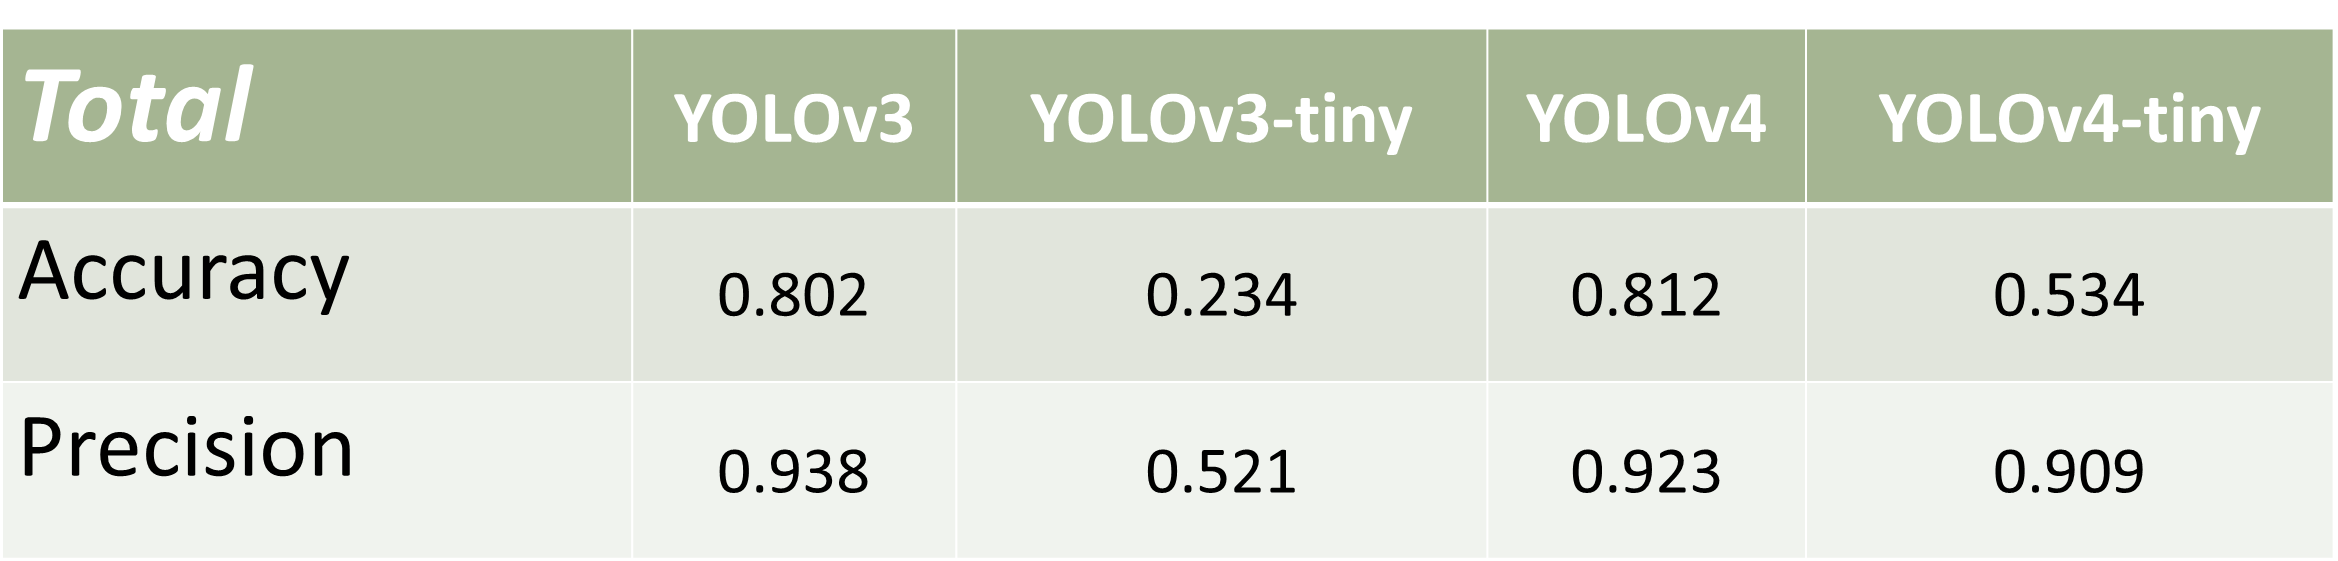 Total YOLOv3 YOLOv3-tiny YOLOv4 YOLOv4-tiny
Accuracy 0.802 0.234 0.812 0.534
Precision 0.938 0.521 0.923 0.909